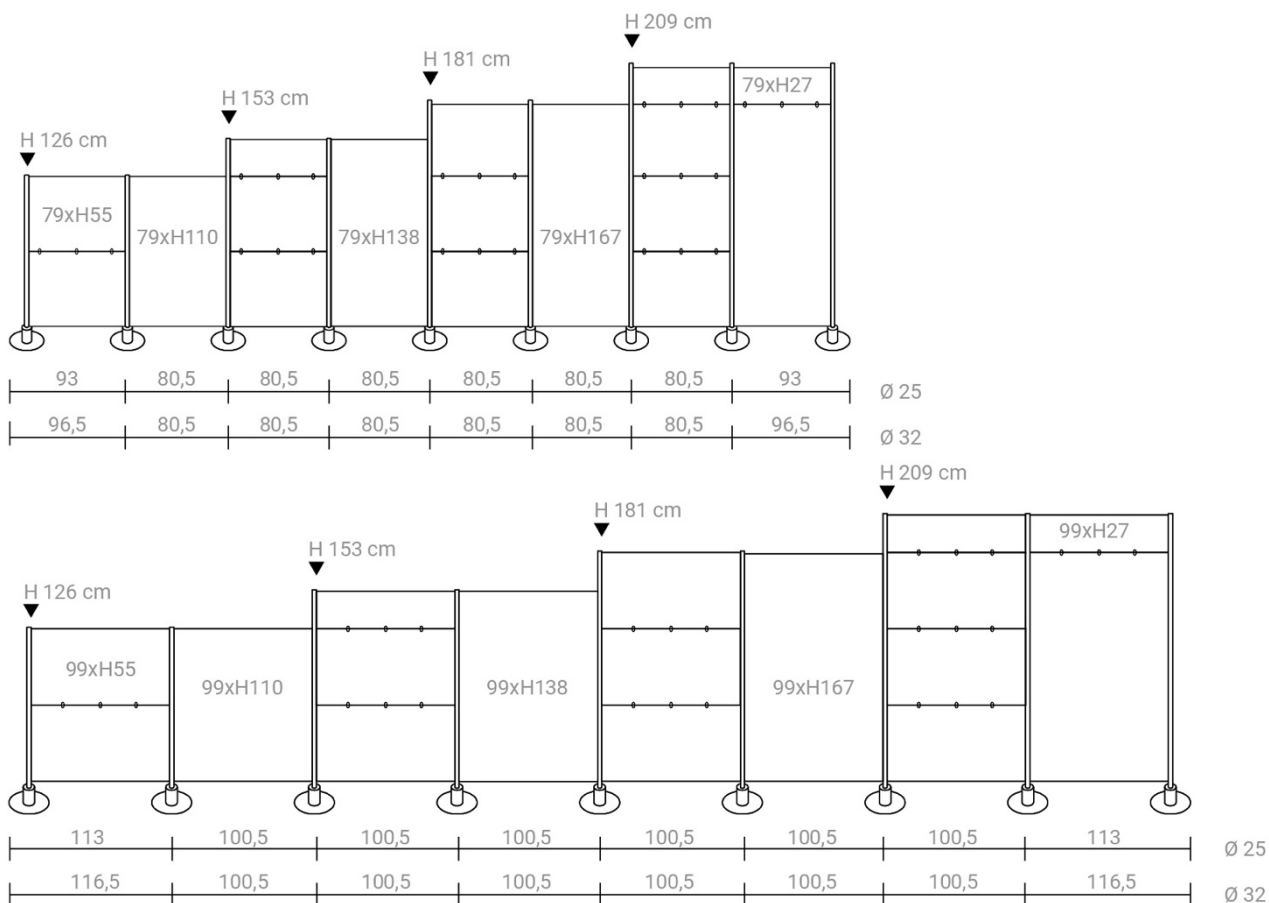 H 209 cm
H 181 cm
79xH27
H 153 cm
H 126 cm
79xH55
79xH110
79xH138
79xH167
93 80,5 80,5 80,5 80,5 80,5 80,5 93 Ø 25
96,5 80,5 80,5 80,5 80,5 80,5 80,5 96,5 Ø 32
H 209 cm
H 181 cm
99xH27
H 153 cm
H 126 cm
99xH55
99xH110
99xH138
99xH167
113 100,5 100,5 100,5 100,5 100,5 100,5 113 Ø 25
116,5 100,5 100,5 100,5 100,5 100,5 100,5 116,5 Ø 32